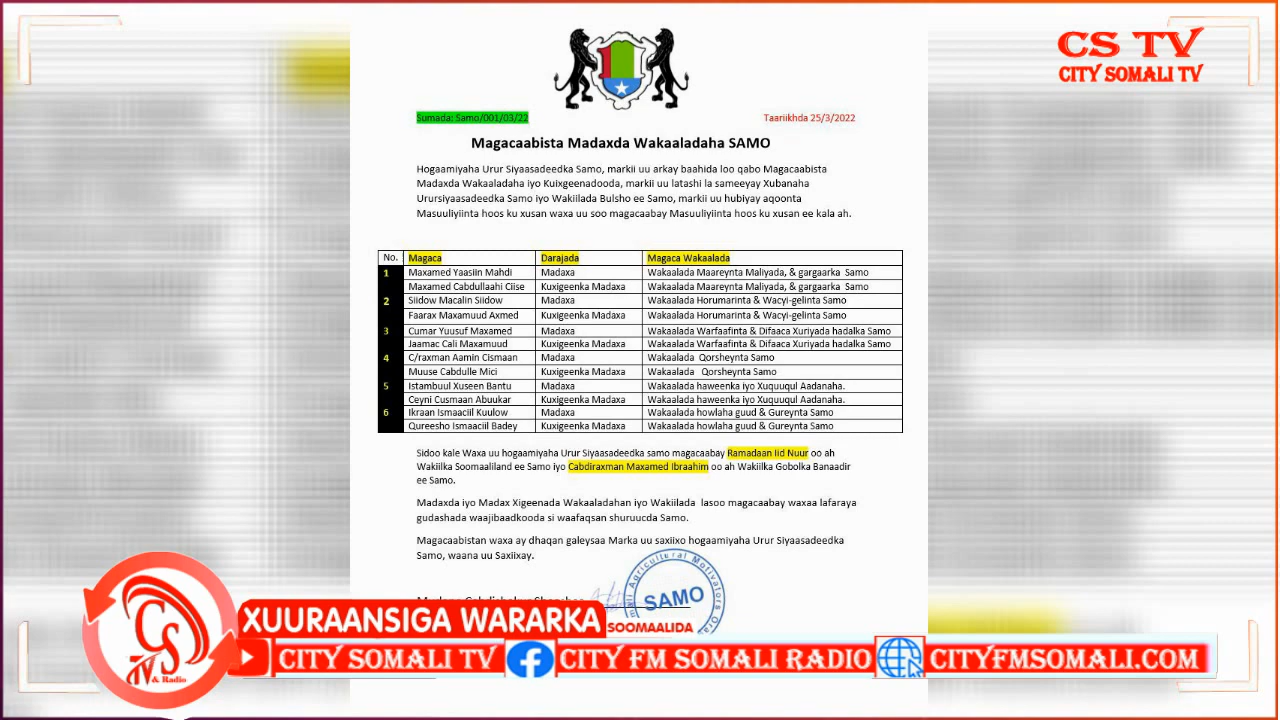 CS TV
CITY SOMALI TV
Sumada: Samo/001/03/22 Taariikhda 25/3/2022
Magacaabista Madaxda Wakaaladaha SAMO
Hogaamiyaha Urur Siyaasadeedka Samo, markii uu arkay baahida loo qabo Magacaabista
Madaxda Wakaaladaha iyo Kuixgeenadooda, markii uu latashi la sameeyay Xubanaha
Urursiyaasadeedka Samo iyo Wakiilada Bulsho ee Samo, markii uu hubiyay aqoonta
Masuuliyiinta hoos ku xusan waxa uu soo magacaabay Masuuliyiinta hoos ku xusan ee kala ah.
No. Magaca Darajada Magaca Wakaalada
1 Maxamed Yaasiin Mahdi Madaxa Wakaalada Maareynta Maliyada, & gargaarka Samo
Maxamed Cabdullaahi Ciise Kuxigeenka Madaxa Wakaalada Maareynta Maliyada, & gargaarka Samo
2 Siidow Macalin Siidow Madaxa Wakaalada Horumarinta & Wacyi-gelinta Samo
Faarax Maxamuud Axmed Kuxigeenka Madaxa Wakaalada Horumarinta & Wacyi-gelinta Samo
3 Cumar Yuusuf Maxamed Madaxa Wakaalada Warfaafinta & Difaaca Xuriyada hadalka Samo
Jaamac Cali Maxamuud Kuxigeenka Madaxa Wakaalada Warfaafinta & Difaaca Xuriyada hadalka Samo
4 C/raxman Aamin Cismaan Madaxa Wakaalada Qorsheynta Samo
Muuse Cabdulle Mici Kuxigeenka Madaxa Wakaalada Qorsheynta Samo
5 Istambuul Xuseen Bantu Madaxa Wakaalada haweenka iyo Xuquuqul Aadanaha.
Ceyni Cusmaan Abuukar Kuxigeenka Madaxa Wakaalada haweenka iyo Xuquuqul Aadanaha.
6 Ikraan Ismaaciil Kuulow Madaxa Wakaalada howlaha guud & Gureynta Samo
Qureesho Ismaaciil Badey Kuxigeenka Madaxa Wakaalada howlaha guud & Gureynta Samo
Sidoo kale Waxa uu hogaamiyaha Urur Siyaasadeedka samo magacaabay Ramadaan Iid Nuur oo ah
Wakiilka Soomaaliland ee Samo iyo Cabdiraxman Maxamed Ibraahim oo ah Wakiilka Gobolka Banaadir
ee Samo.
Madaxda iyo Madax Xigeenada Wakaaladahan iyo Wakiilada lasoo magacaabay waxaa lafaraya
gudashada waajibaadkooda si waafaqsan shuruucda Samo.
Magacaabistan waxa ay dhaqan galeysaa Marka uu saxiixo hogaamiyaha Urur Siyaasadeedka
Samo, waana uu Saxiixay.
Agricultural Motivators
SAMO
SOOMAALIDA
XUURAANSIGA WARARKA
CS
TV
& Radio
CITY SOMALI TV CITY FM SOMALI RADIO CITYFMSOMALI.COM